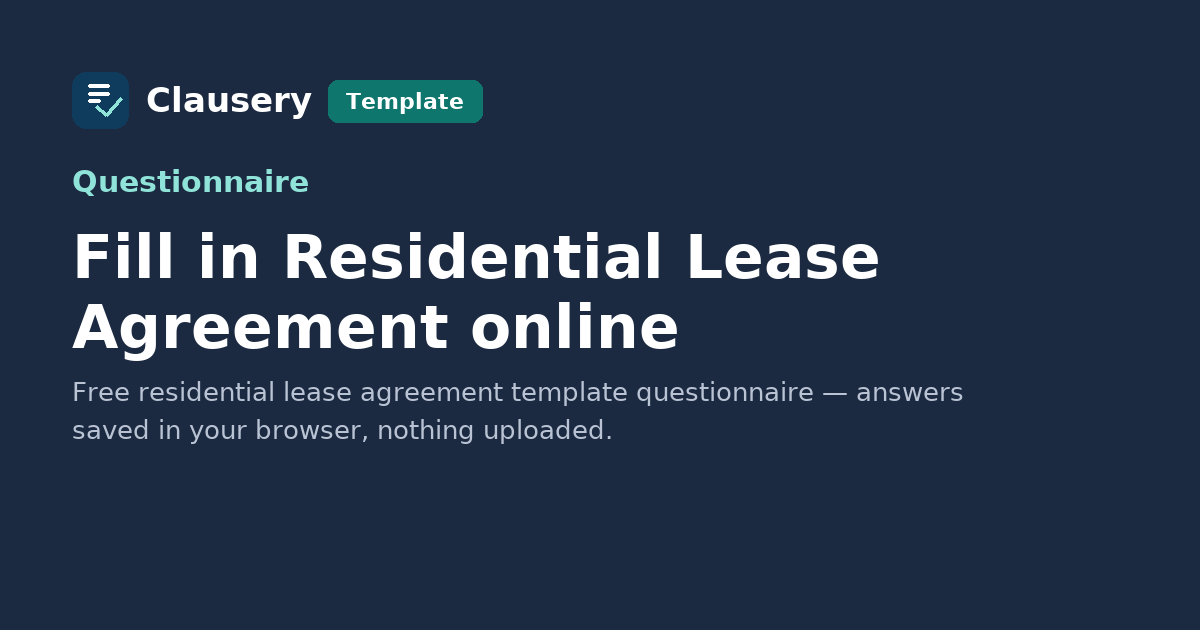 Clausery Template
Questionnaire
Fill in Residential Lease
Agreement online
Free residential lease agreement template questionnaire — answers
saved in your browser, nothing uploaded.